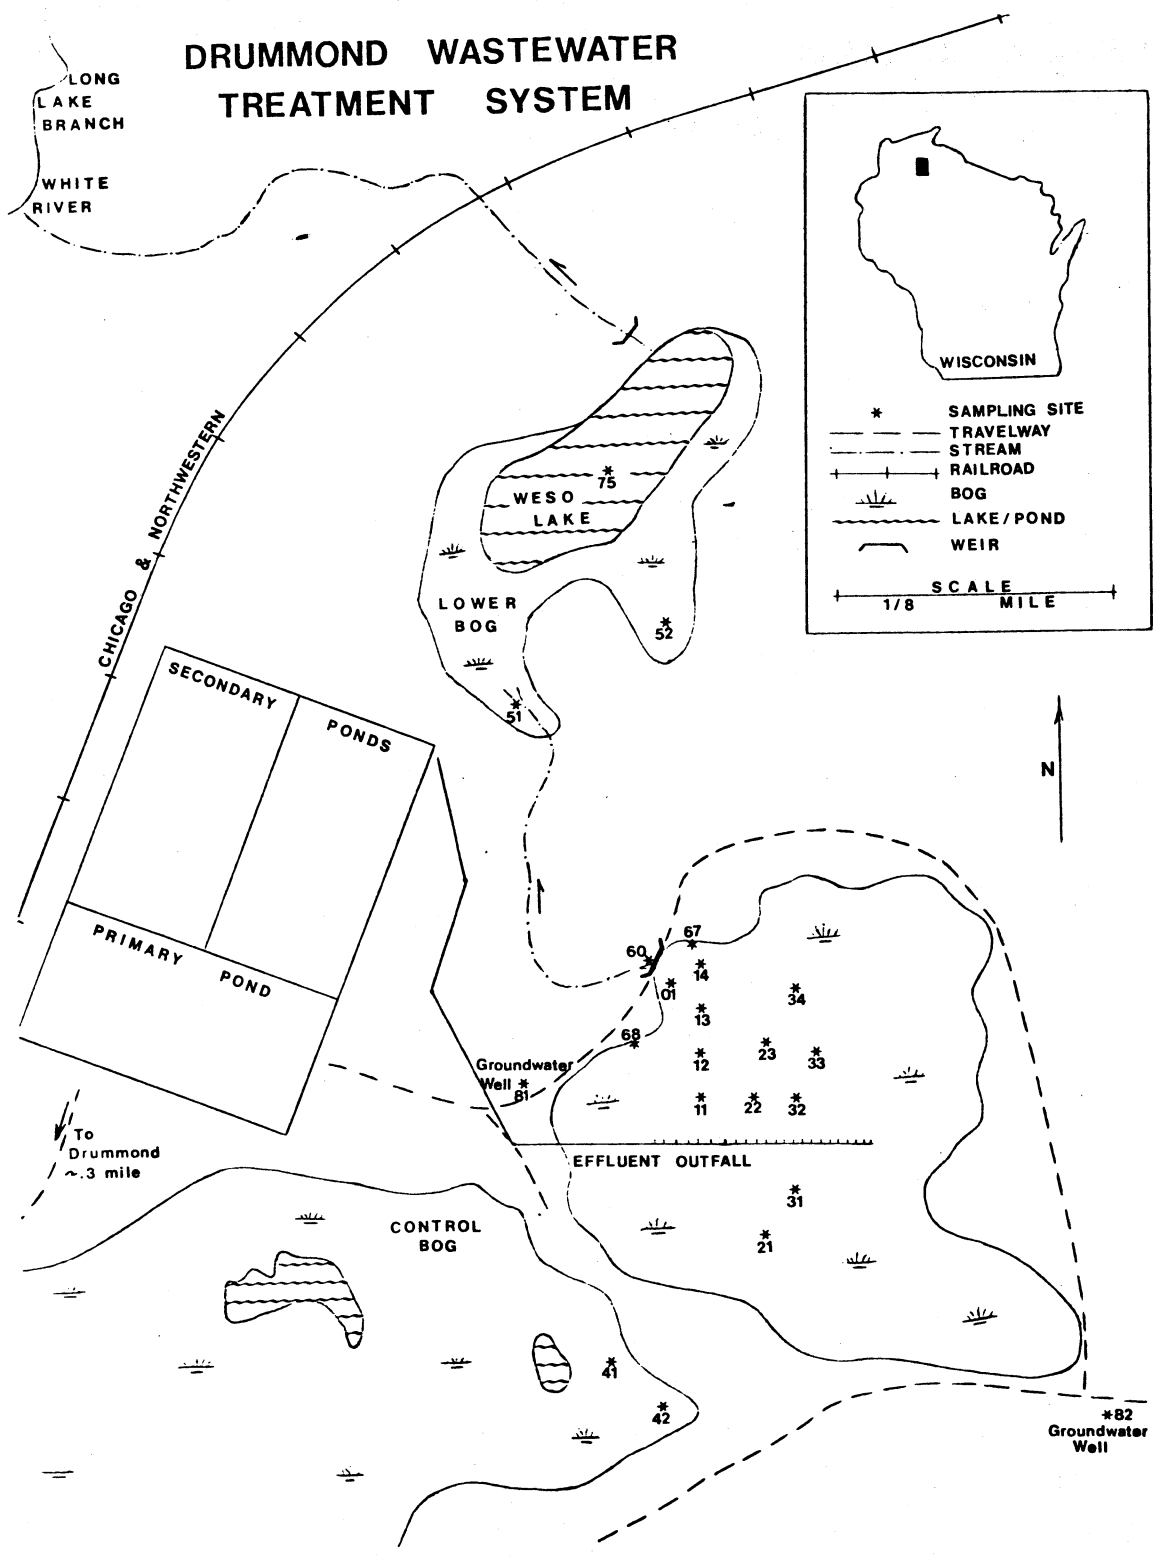 DRUMMOND WASTEWATER
TREATMENT SYSTEM
LONG
LAKE
BRANCH
WHITE
RIVER
WISCONSIN
SAMPLING SITE
TRAVELWAY
STREAM
RAILROAD
BOG
LAKE/POND
WEIR
SCALE
1/8 MILE
CHICAGO & NORTHWESTERN
75
WESO
LAKE
LOWER
BOG
52
51
SECONDARY PONDS
N
PRIMARY POND
67
60
14
01
34
13
68
23
33
12
Groundwater
Well
81
11
22
32
To
Drummond
~.3 mile
EFFLUENT OUTFALL
31
CONTROL
BOG
21
41
42
82
Groundwater
Well